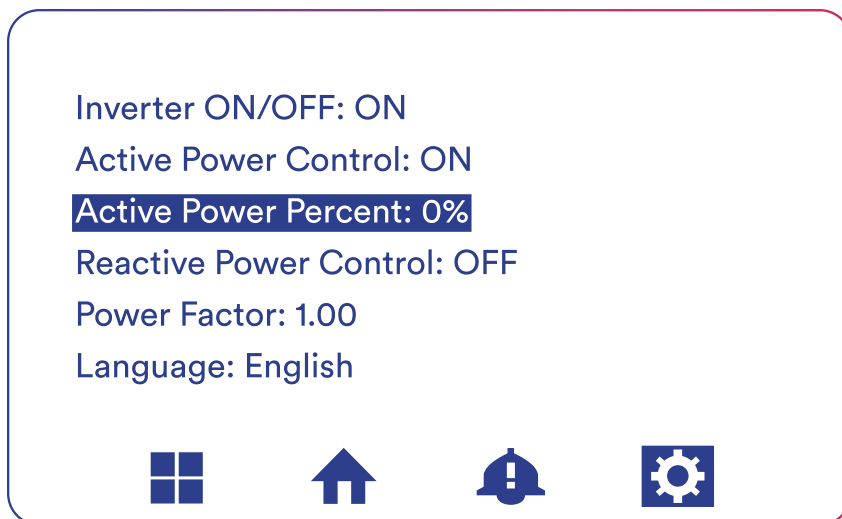 Inverter ON/OFF: ON
Active Power Control: ON
Active Power Percent: 0%
Reactive Power Control: OFF
Power Factor: 1.00
Language: English